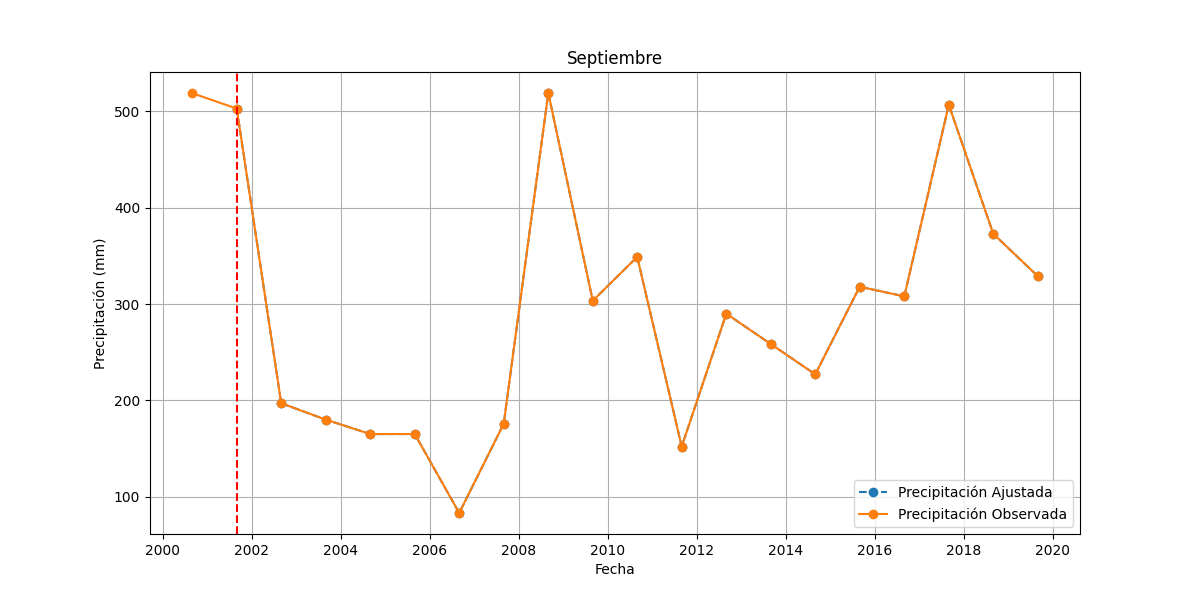 Septiembre
500
400
300
200
100
Precipitación (mm)
2000 2002 2004 2006 2008 2010 2012 2014 2016 2018 2020
Fecha
Precipitación Ajustada
Precipitación Observada